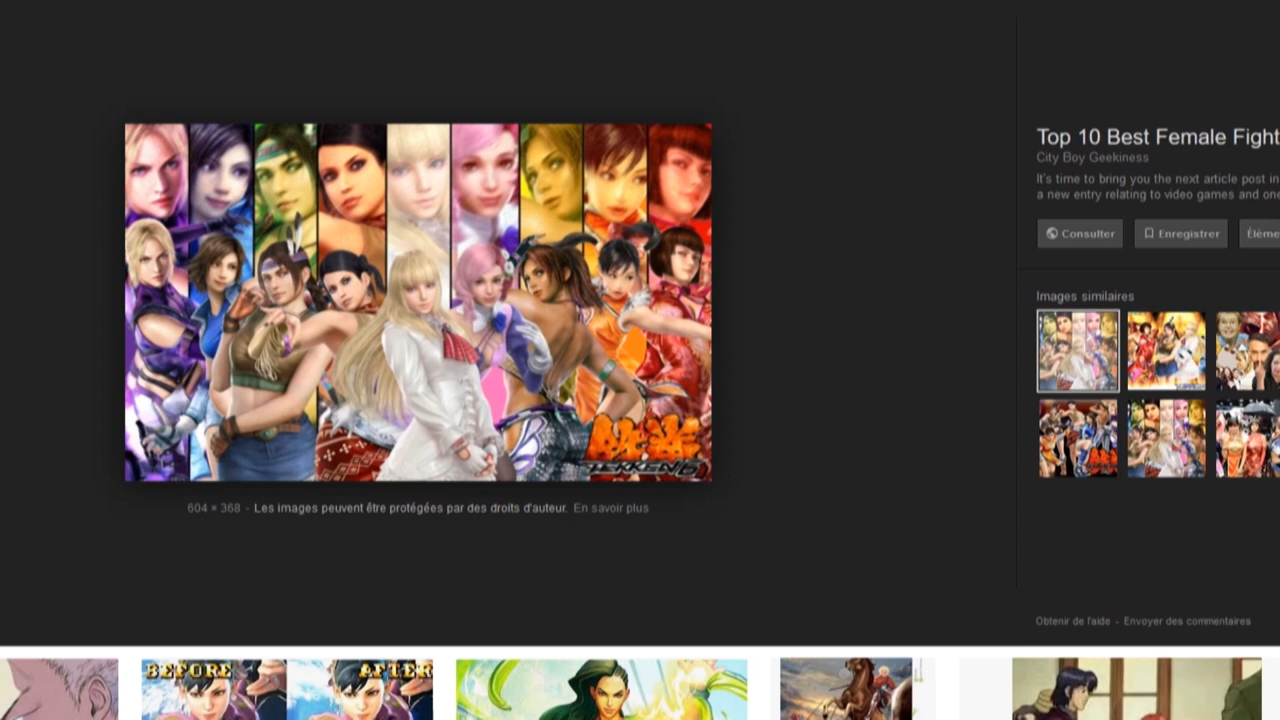 Top 10 Best Female Fight
City Boy Geekiness
It's time to bring you the next article post in
a new entry relating to video games and one
Consulter
Enregistrer
Éléme
Images similaires
TEKKEN 6
604 × 368 - Les images peuvent être protégées par des droits d'auteur. En savoir plus
Obtenir de l'aide - Envoyer des commentaires
BEFORE
AFTER